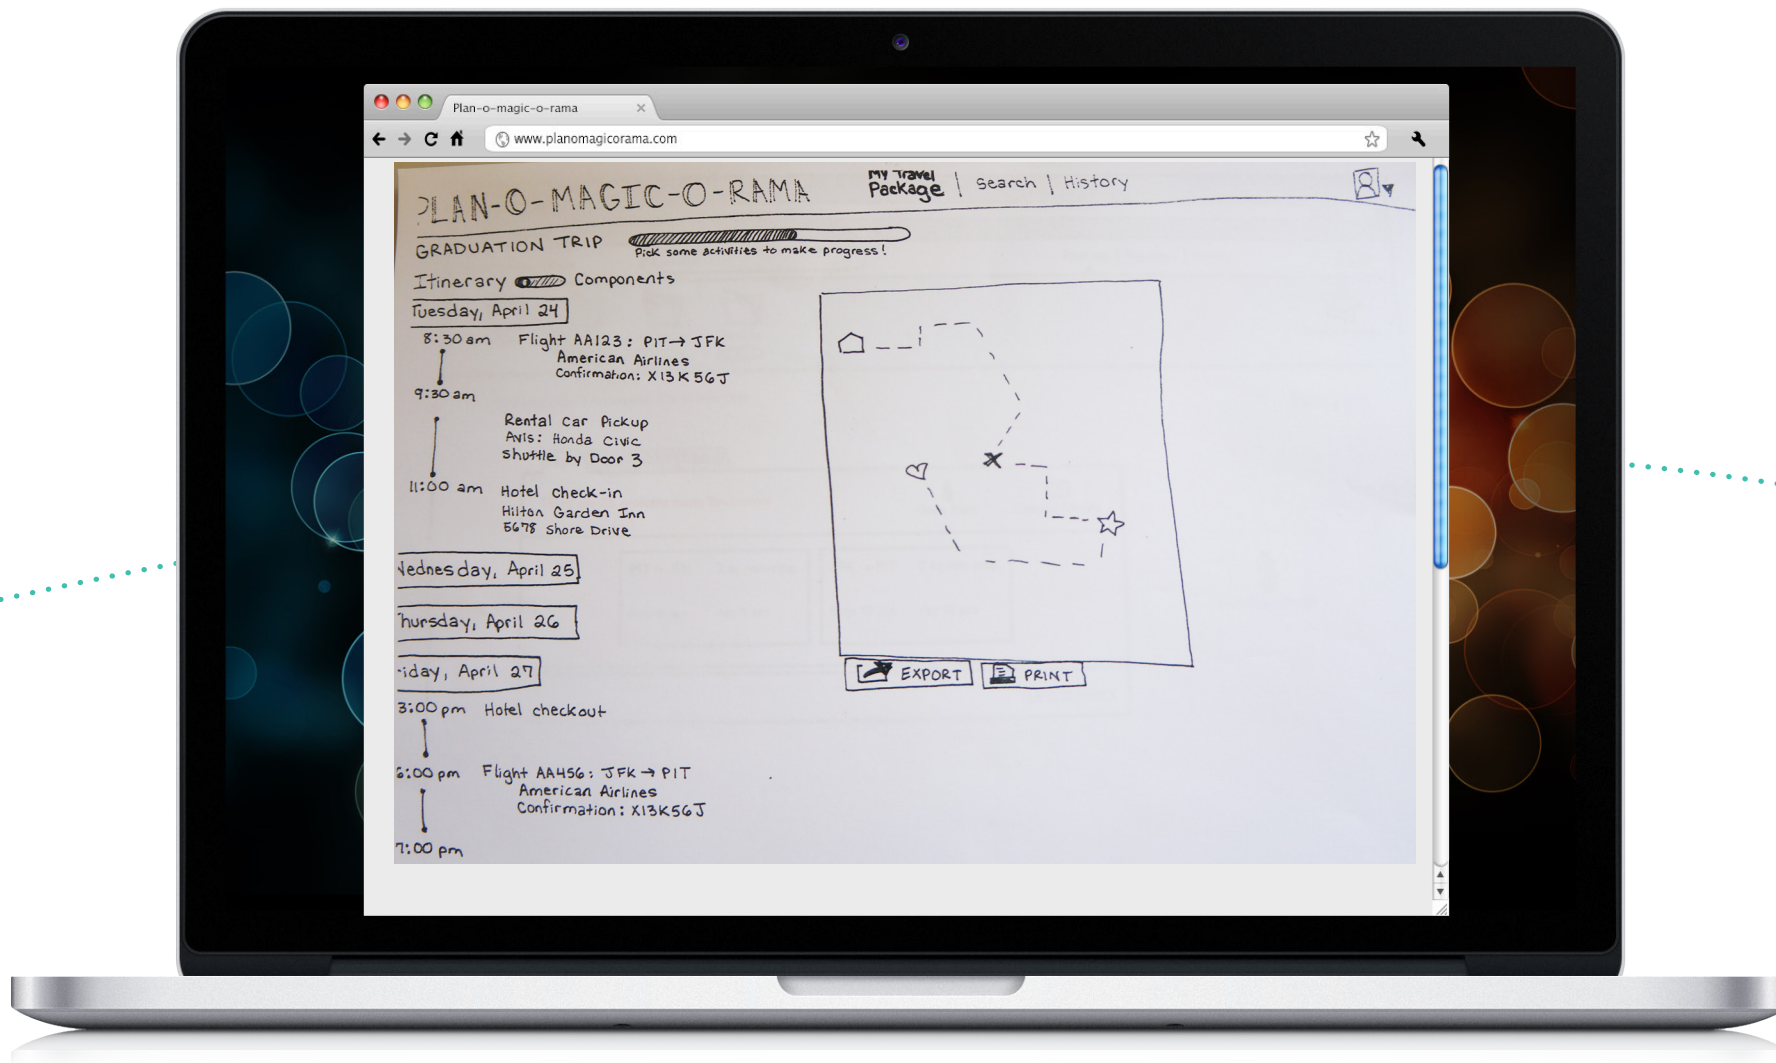 Plan-o-magic-o-rama
www.planomagicorama.com
PLAN-O-MAGIC-O-RAMA
My Travel Package | Search | History
GRADUATION TRIP
Pick some activities to make progress!
Itinerary Components
Tuesday, April 24
8:30 am Flight AA123: PIT → JFK
American Airlines
Confirmation: X13K56J
9:30 am
Rental Car Pickup
Avis: Honda Civic
Shuttle by Door 3
11:00 am Hotel check-in
Hilton Garden Inn
5678 Shore Drive
Wednesday, April 25
Thursday, April 26
Friday, April 27
3:00 pm Hotel checkout
6:00 pm Flight AA456: JFK → PIT
American Airlines
Confirmation: X13K56J
7:00 pm
EXPORT
PRINT